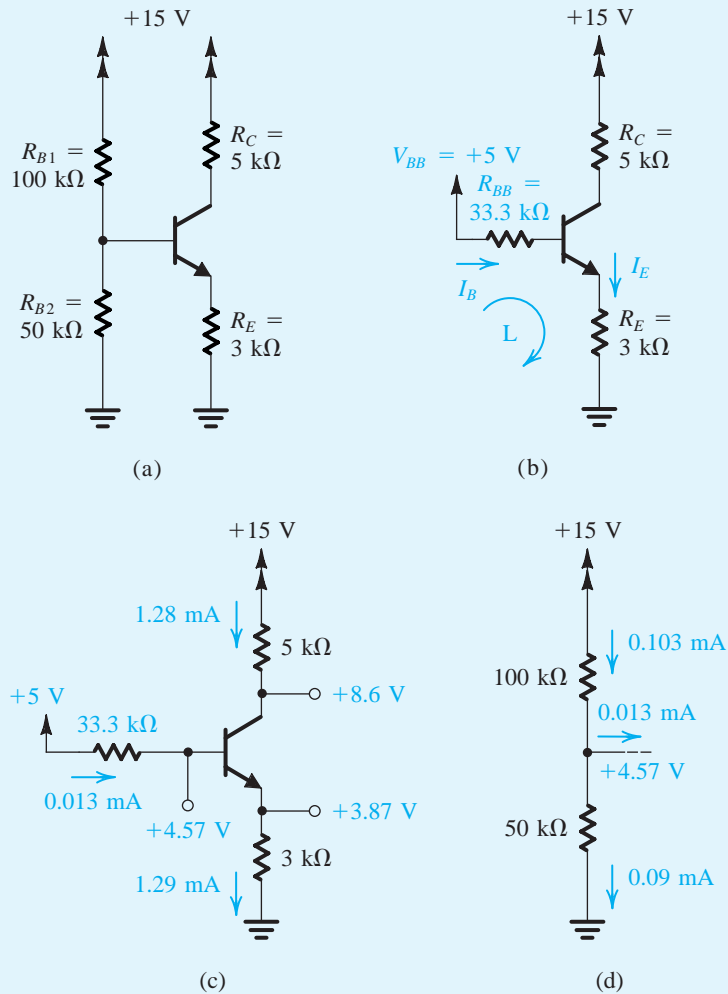 +15 V
R_B1 =
100 kΩ
R_C =
5 kΩ
R_B2 =
50 kΩ
R_E =
3 kΩ
(a)
+15 V
R_C =
5 kΩ
V_BB = +5 V
R_BB =
33.3 kΩ
I_B
I_E
L
R_E =
3 kΩ
(b)
+15 V
1.28 mA
5 kΩ
+8.6 V
+5 V
33.3 kΩ
0.013 mA
+4.57 V
+3.87 V
3 kΩ
1.29 mA
(c)
+15 V
0.103 mA
100 kΩ
0.013 mA
+4.57 V
50 kΩ
0.09 mA
(d)